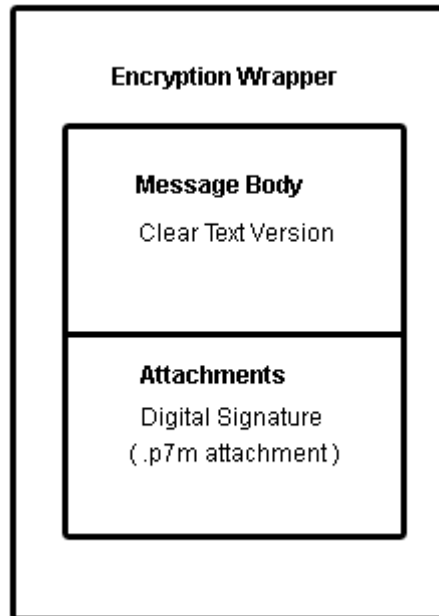 Encryption Wrapper
Message Body
Clear Text Version
Attachments
Digital Signature
( .p7m attachment )